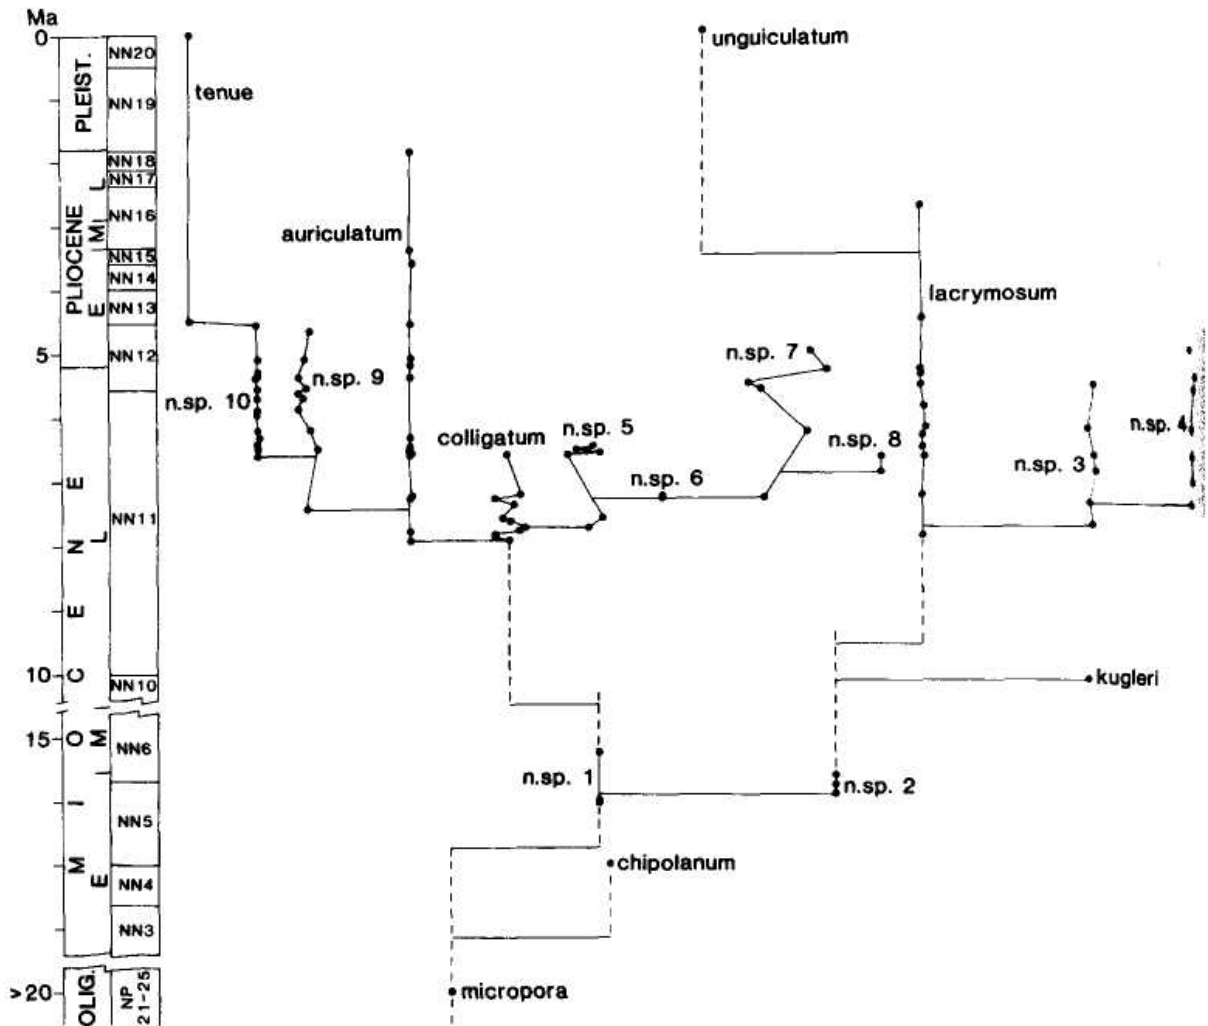 Ma
0
5
10
15
v20
PLEIST.
PLIOCENE
E M L
MIOCENE
E M L
OLIG.
NN20
NN19
NN18
NN17
NN16
NN15
NN14
NN13
NN12
NN11
NN10
NN6
NN5
NN4
NN3
NP
21-25
tenue
unguiculatum
auriculatum
lacrymosum
n.sp. 7
n.sp. 9
n.sp. 10
n.sp. 5
colligatum
n.sp. 8
n.sp. 4
n.sp. 3
n.sp. 6
kugleri
n.sp. 1
n.sp. 2
chipolanum
micropora